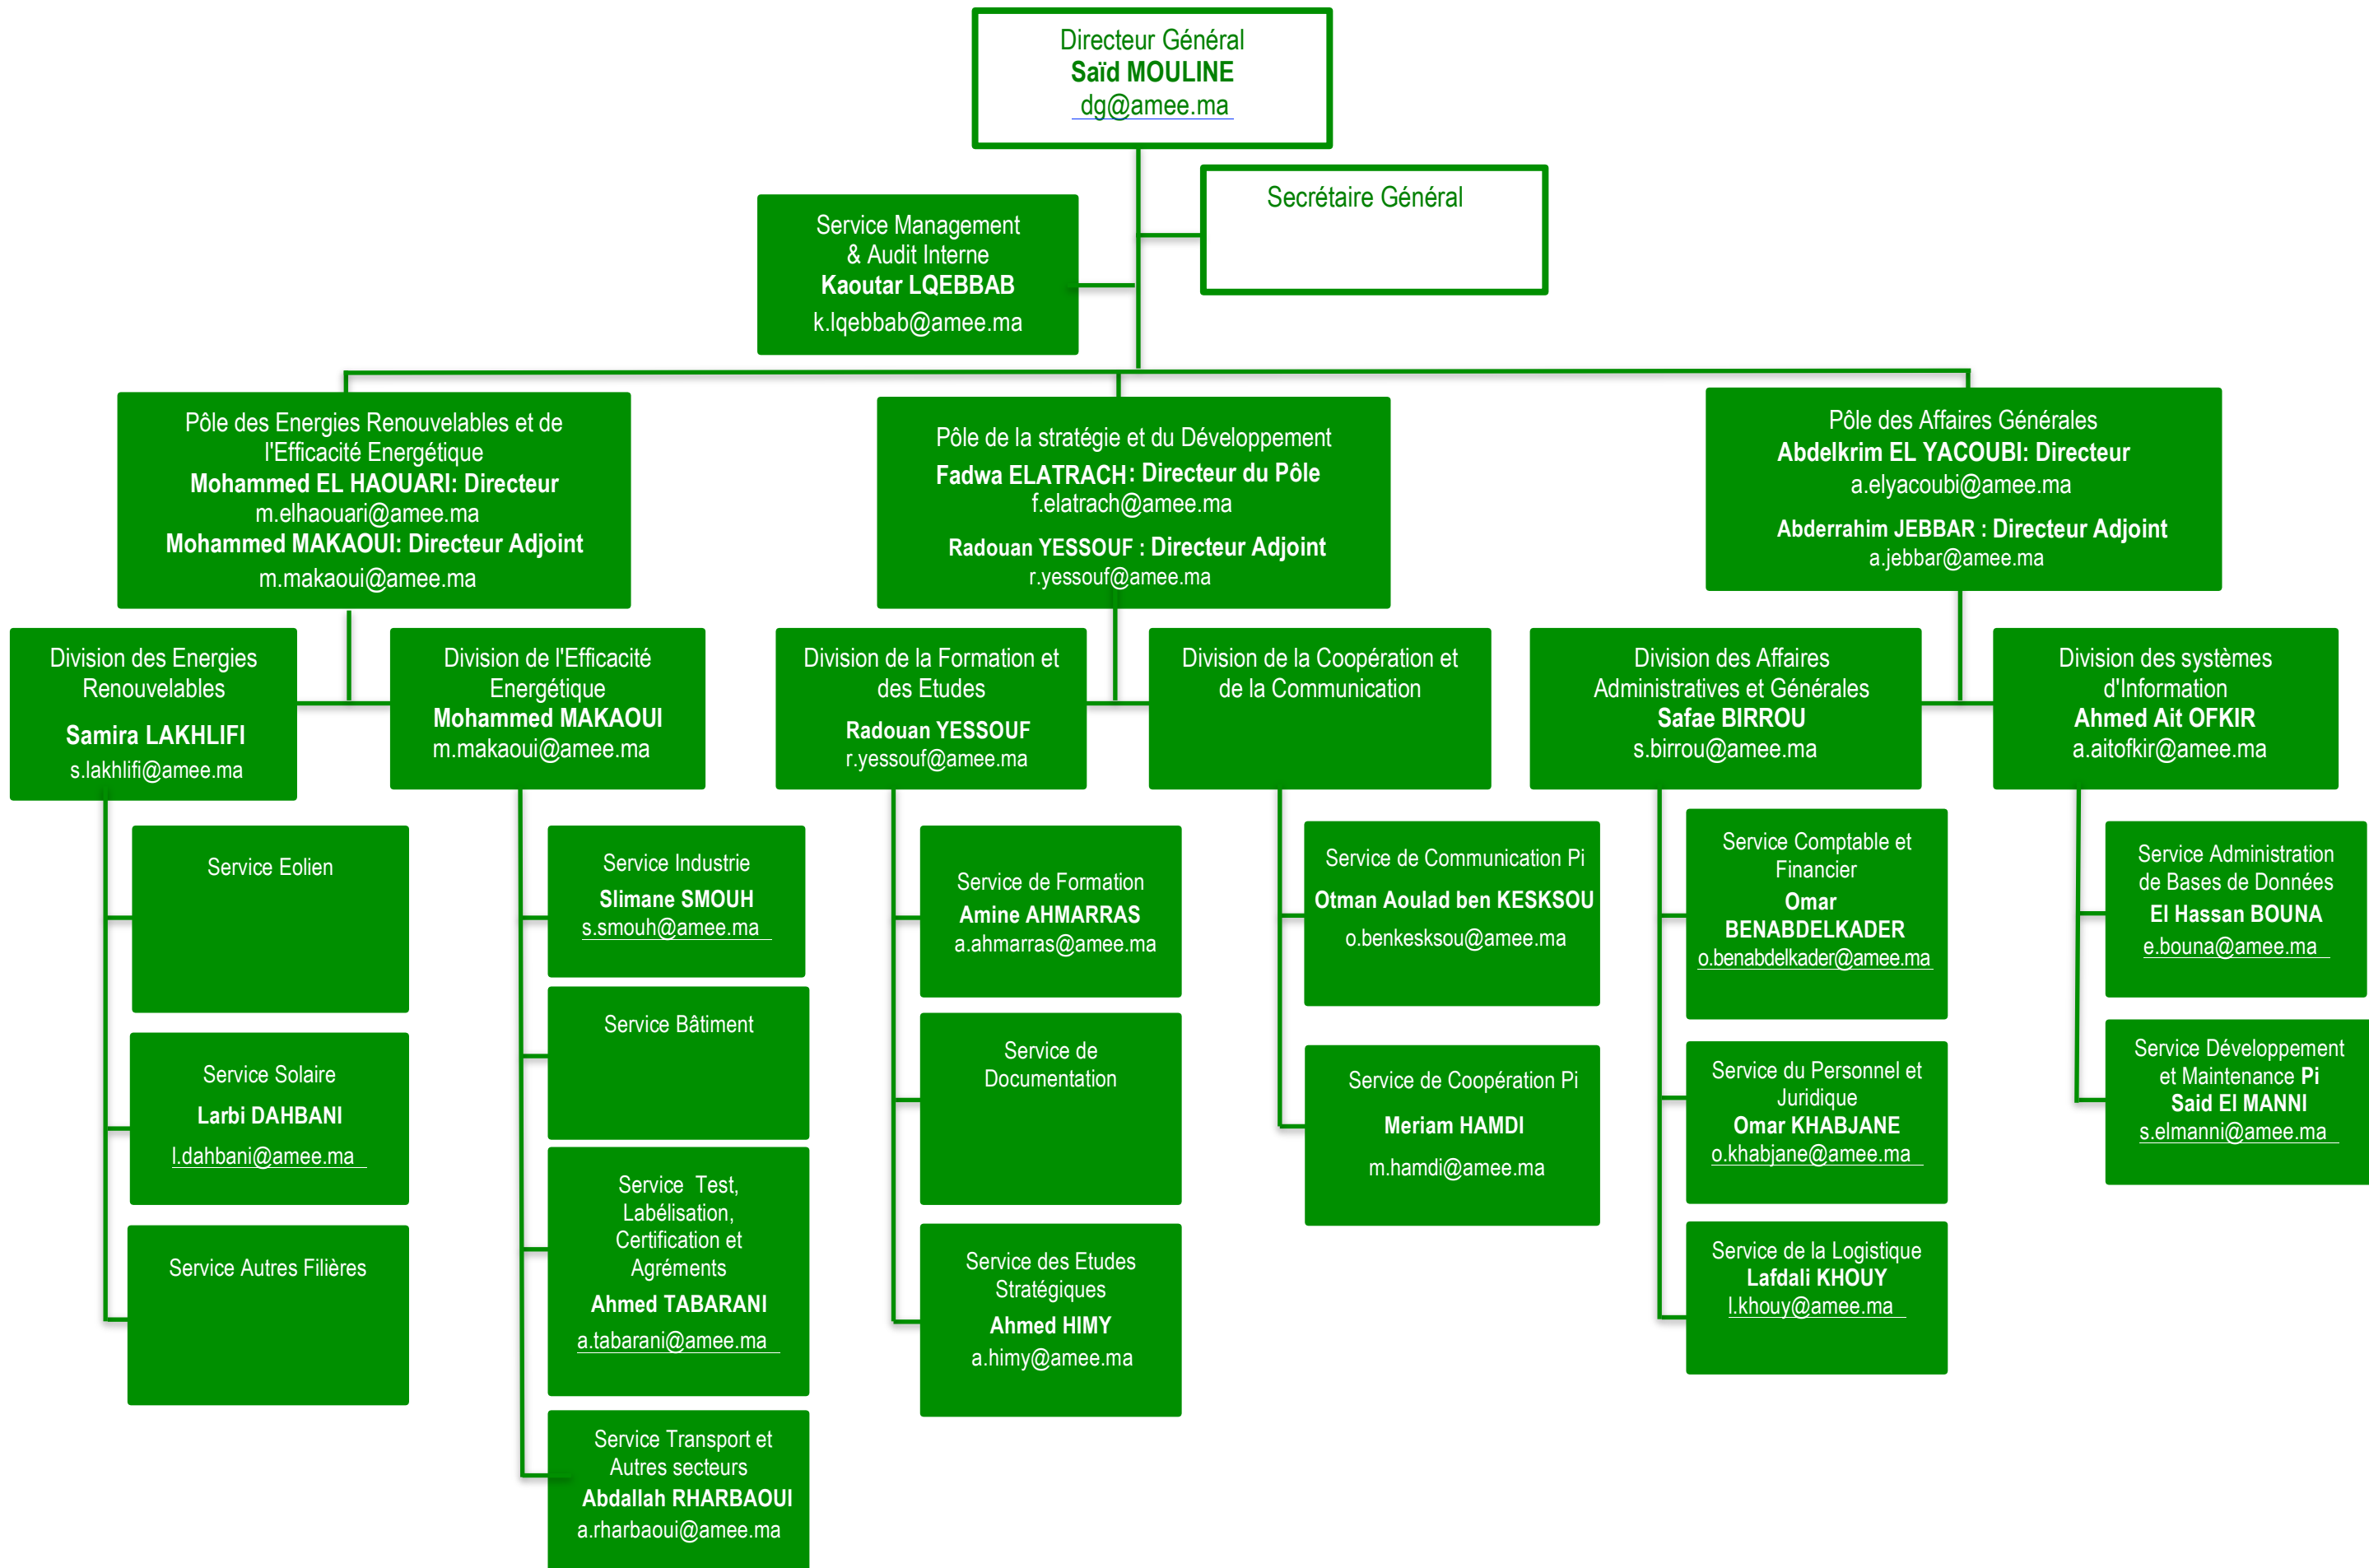 Directeur Général
Saïd MOULINE
dg@amee.ma
Secrétaire Général
Service Management
& Audit Interne
Kaoutar LQEBBAB
k.lqebbab@amee.ma
Pôle des Energies Renouvelables et de
l'Efficacité Energétique
Mohammed EL HAOUARI: Directeur
m.elhaouari@amee.ma
Mohammed MAKAOUI: Directeur Adjoint
m.makaoui@amee.ma
Pôle de la stratégie et du Développement
Fadwa ELATRACH: Directeur du Pôle
f.elatrach@amee.ma
Radouan YESSOUF : Directeur Adjoint
r.yessouf@amee.ma
Pôle des Affaires Générales
Abdelkrim EL YACOUBI: Directeur
a.elyacoubi@amee.ma
Abderrahim JEBBAR : Directeur Adjoint
a.jebbar@amee.ma
Division des Energies
Renouvelables
Samira LAKHLIFI
s.lakhlifi@amee.ma
Division de l'Efficacité
Energétique
Mohammed MAKAOUI
m.makaoui@amee.ma
Division de la Formation et
des Etudes
Radouan YESSOUF
r.yessouf@amee.ma
Division de la Coopération et
de la Communication
Division des Affaires
Administratives et Générales
Safae BIRROU
s.birrou@amee.ma
Division des systèmes
d'Information
Ahmed Ait OFKIR
a.aitofkir@amee.ma
Service Eolien
Service Solaire
Larbi DAHBANI
l.dahbani@amee.ma
Service Autres Filières
Service Industrie
Slimane SMOUH
s.smouh@amee.ma
Service Bâtiment
Service Test,
Labélisation,
Certification et
Agréments
Ahmed TABARANI
a.tabarani@amee.ma
Service Transport et
Autres secteurs
Abdallah RHARBAOUI
a.rharbaoui@amee.ma
Service de Formation
Amine AHMARRAS
a.ahmarras@amee.ma
Service de
Documentation
Service des Etudes
Stratégiques
Ahmed HIMY
a.himy@amee.ma
Service de Communication Pi
Otman Aoulad ben KESKSOU
o.benkesksou@amee.ma
Service de Coopération Pi
Meriam HAMDI
m.hamdi@amee.ma
Service Comptable et
Financier
Omar
BENABDELKADER
o.benabdelkader@amee.ma
Service du Personnel et
Juridique
Omar KHABJANE
o.khabjane@amee.ma
Service de la Logistique
Lafdali KHOUY
l.khouy@amee.ma
Service Administration
de Bases de Données
El Hassan BOUNA
e.bouna@amee.ma
Service Développement
et Maintenance Pi
Said El MANNI
s.elmanni@amee.ma